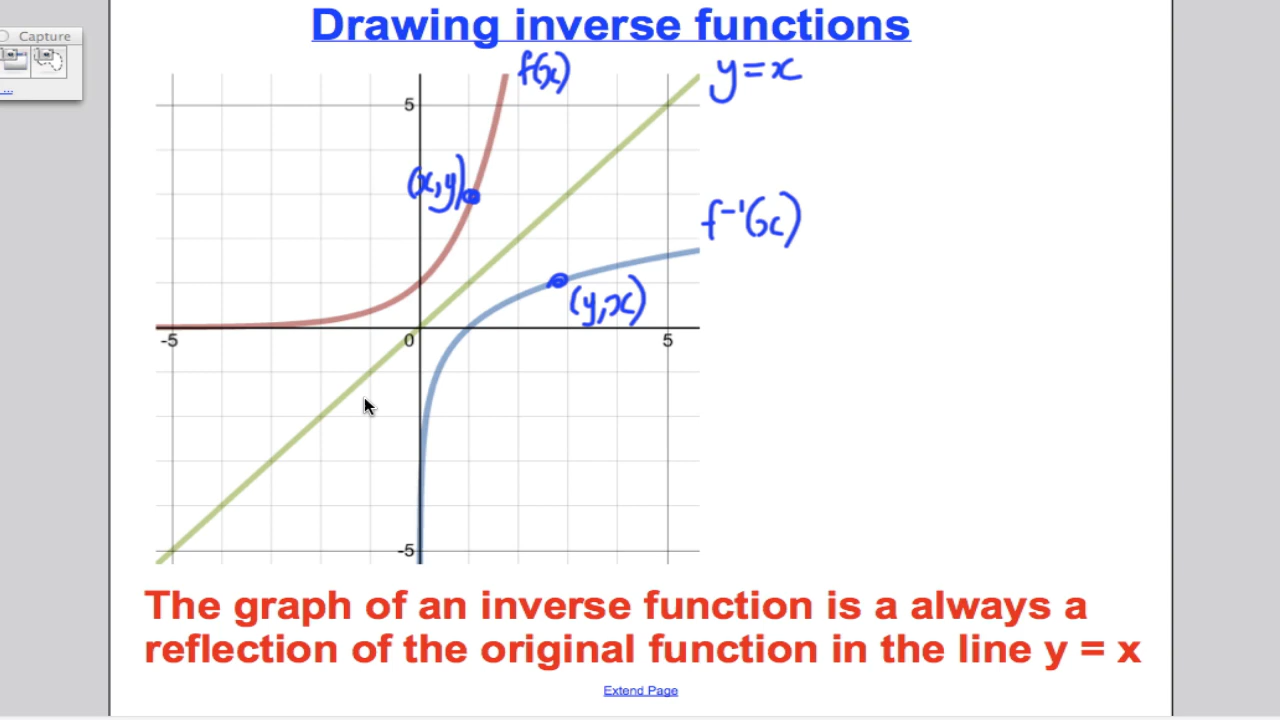 Capture
...
Drawing inverse functions
f(x)
y=x
5
(x,y)
f⁻¹(x)
(y,x)
-5
0
5
-5
The graph of an inverse function is a always a
reflection of the original function in the line y = x
Extend Page